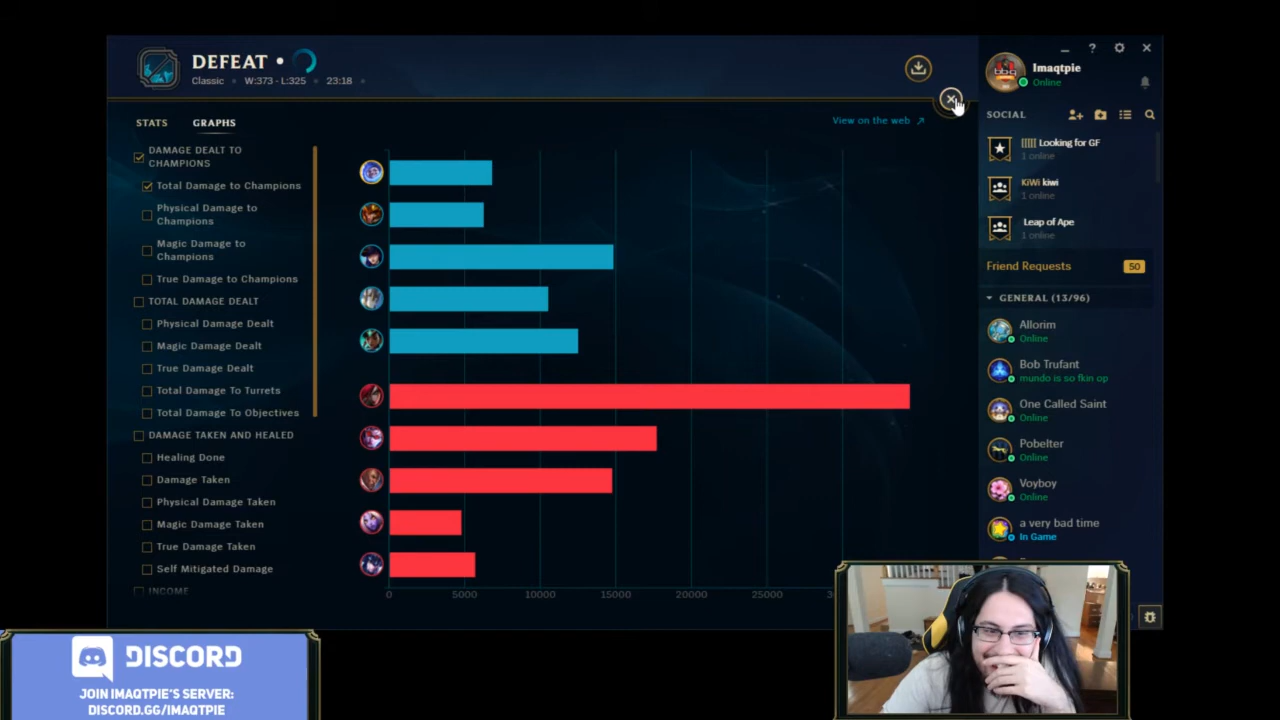 DEFEAT •
Classic • W:373 - L:325 • 23:18 •
STATS GRAPHS
View on the web
DAMAGE DEALT TO
CHAMPIONS
Total Damage to Champions
Physical Damage to
Champions
Magic Damage to
Champions
True Damage to Champions
TOTAL DAMAGE DEALT
Physical Damage Dealt
Magic Damage Dealt
True Damage Dealt
Total Damage To Turrets
Total Damage To Objectives
DAMAGE TAKEN AND HEALED
Healing Done
Damage Taken
Physical Damage Taken
Magic Damage Taken
True Damage Taken
Self Mitigated Damage
INCOME
0 5000 10000 15000 20000 25000
?
Imaqtpie
Online
SOCIAL
[||||] Looking for GF
1 online
KiWi kiwi
1 online
Leap of Ape
1 online
Friend Requests 50
GENERAL (13/96)
Allorim
Online
Bob Trufant
mundo is so fkin op
One Called Saint
Online
Pobelter
Online
Voyboy
Online
a very bad time
In Game
DISCORD
JOIN IMAQTPIE'S SERVER:
DISCORD.GG/IMAQTPIE